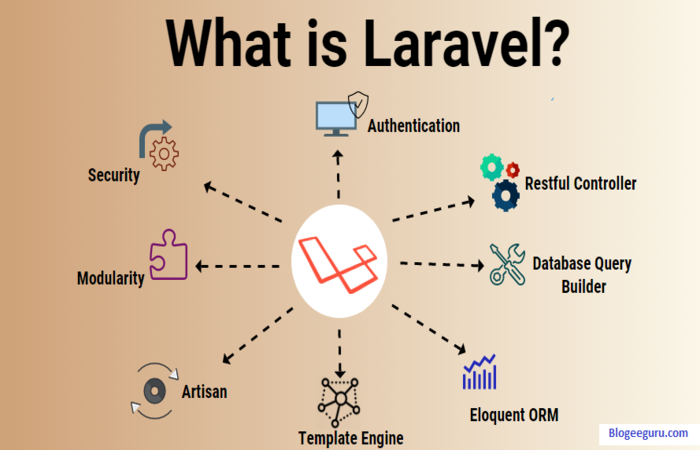 What is Laravel?
Authentication
Security
Restful Controller
Modularity
Database Query
Builder
Artisan
Eloquent ORM
Template Engine
Blogeeguru.com